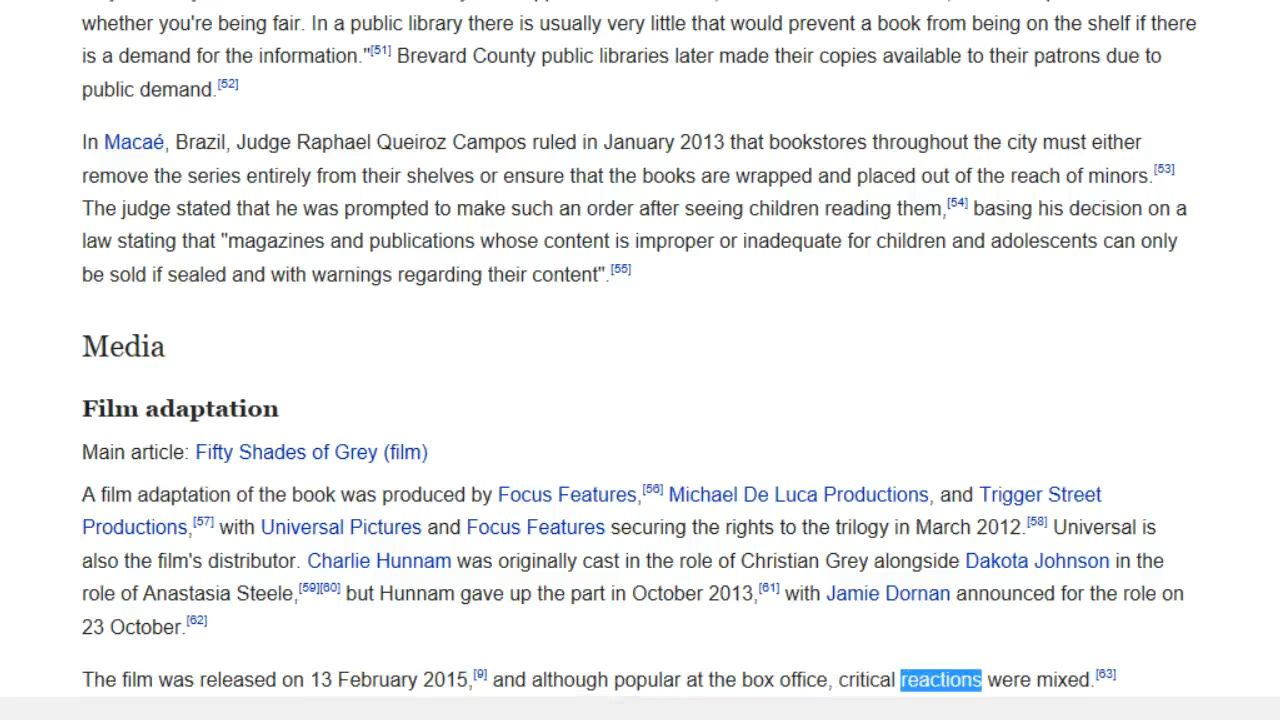 whether you're being fair. In a public library there is usually very little that would prevent a book from being on the shelf if there
is a demand for the information."[51] Brevard County public libraries later made their copies available to their patrons due to
public demand.[52]
In Macaé, Brazil, Judge Raphael Queiroz Campos ruled in January 2013 that bookstores throughout the city must either
remove the series entirely from their shelves or ensure that the books are wrapped and placed out of the reach of minors.[53]
The judge stated that he was prompted to make such an order after seeing children reading them,[54] basing his decision on a
law stating that "magazines and publications whose content is improper or inadequate for children and adolescents can only
be sold if sealed and with warnings regarding their content".[55]
Media
Film adaptation
Main article: Fifty Shades of Grey (film)
A film adaptation of the book was produced by Focus Features,[56] Michael De Luca Productions, and Trigger Street
Productions,[57] with Universal Pictures and Focus Features securing the rights to the trilogy in March 2012.[58] Universal is
also the film's distributor. Charlie Hunnam was originally cast in the role of Christian Grey alongside Dakota Johnson in the
role of Anastasia Steele,[59][60] but Hunnam gave up the part in October 2013,[61] with Jamie Dornan announced for the role on
23 October.[62]
The film was released on 13 February 2015,[9] and although popular at the box office, critical reactions were mixed.[63]